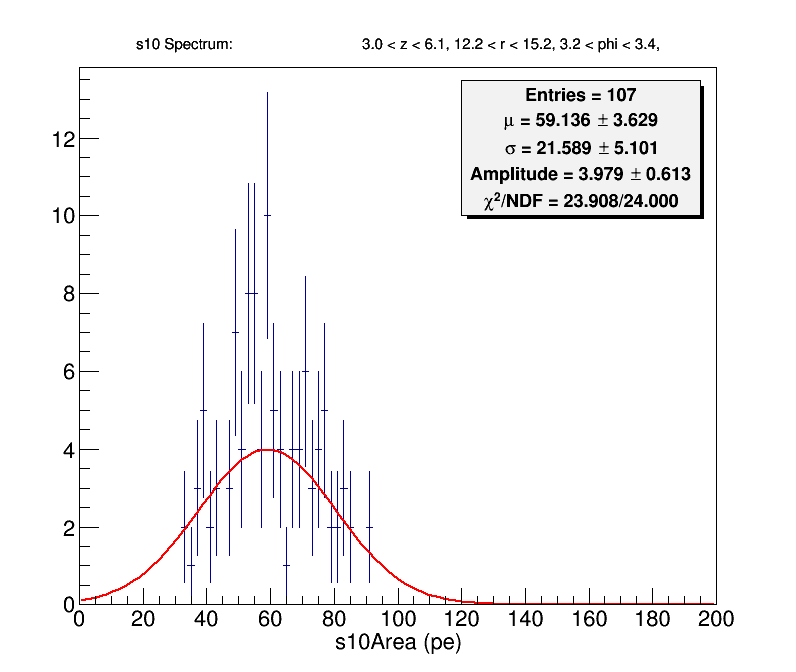 s10 Spectrum: 3.0 < z < 6.1, 12.2 < r < 15.2, 3.2 < phi < 3.4,
Entries = 107
μ = 59.136 ± 3.629
σ = 21.589 ± 5.101
Amplitude = 3.979 ± 0.613
χ²/NDF = 23.908/24.000
12
10
8
6
4
2
0
0 20 40 60 80 100 120 140 160 180 200
s10Area (pe)